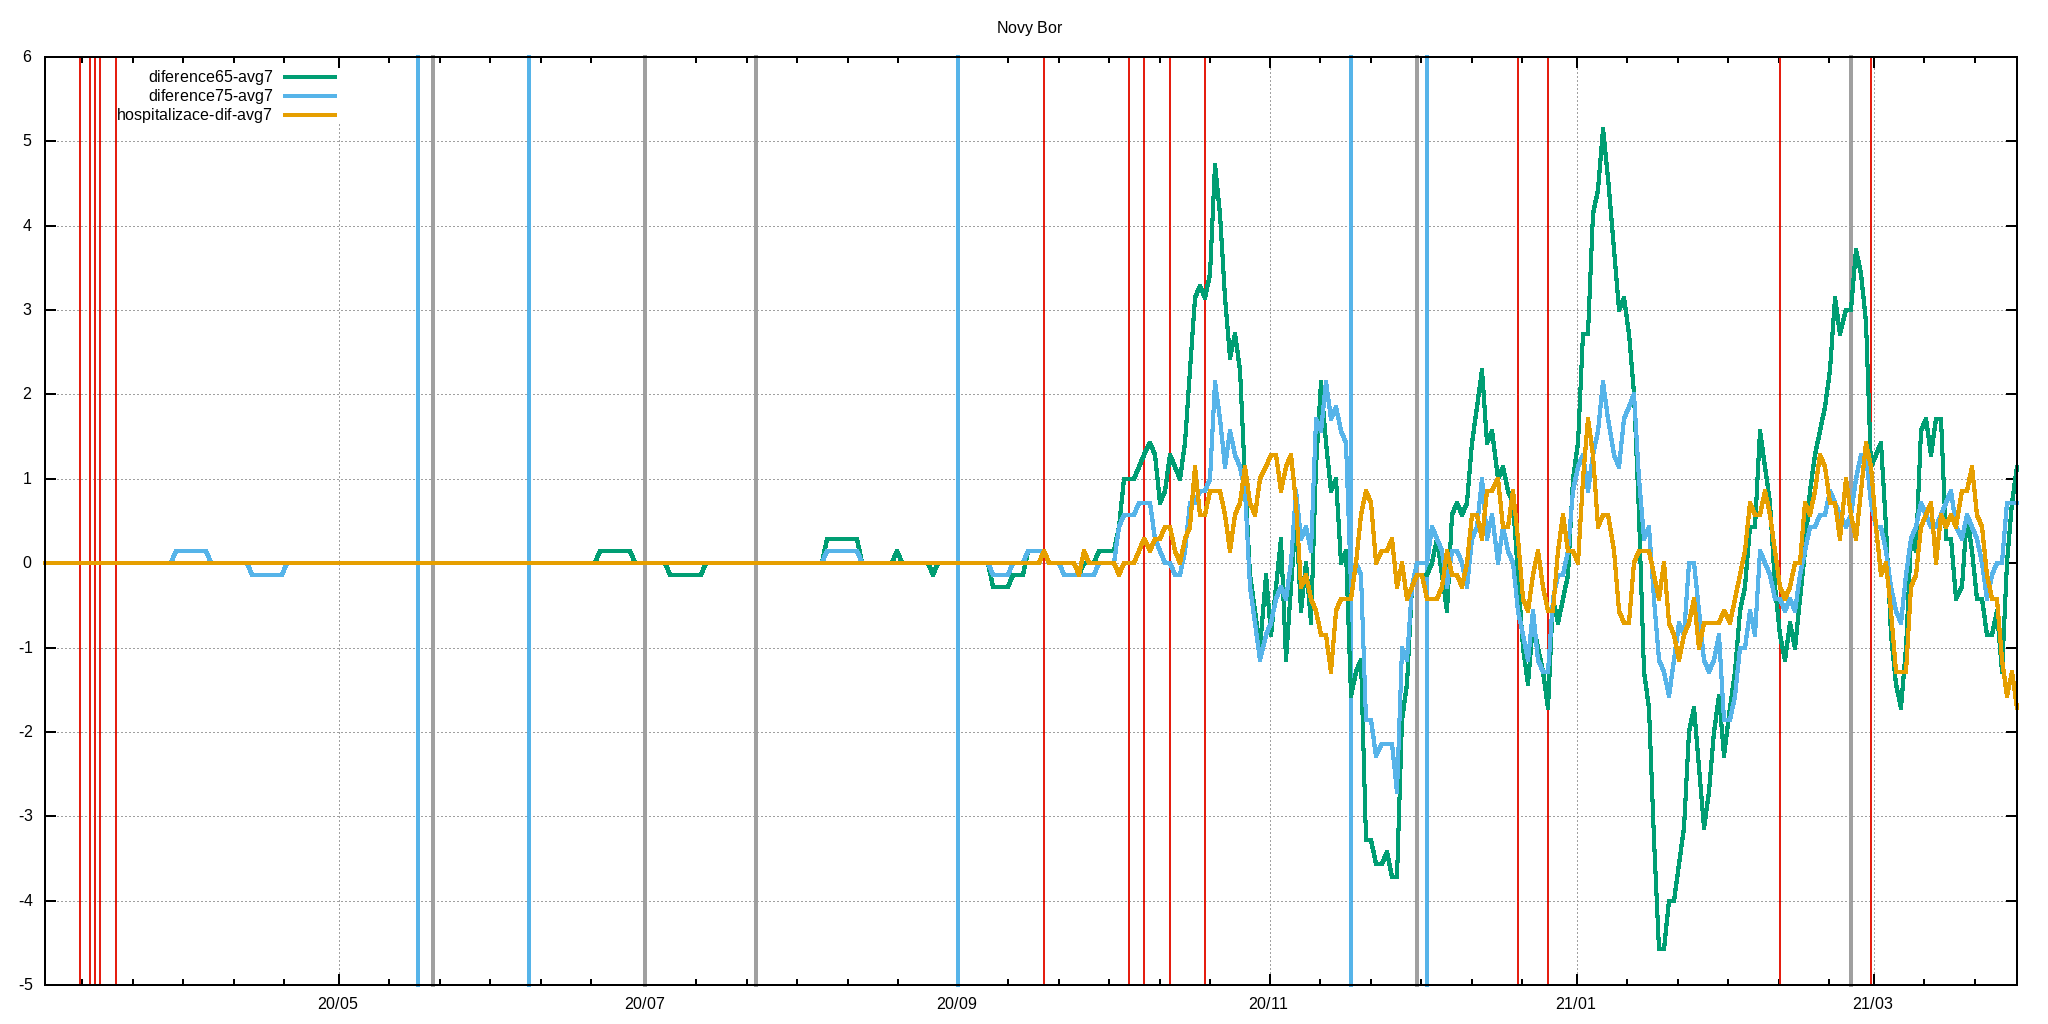 Novy Bor
diference65-avg7
diference75-avg7
hospitalizace-dif-avg7
6
5
4
3
2
1
0
-1
-2
-3
-4
-5
20/05 20/07 20/09 20/11 21/01 21/03